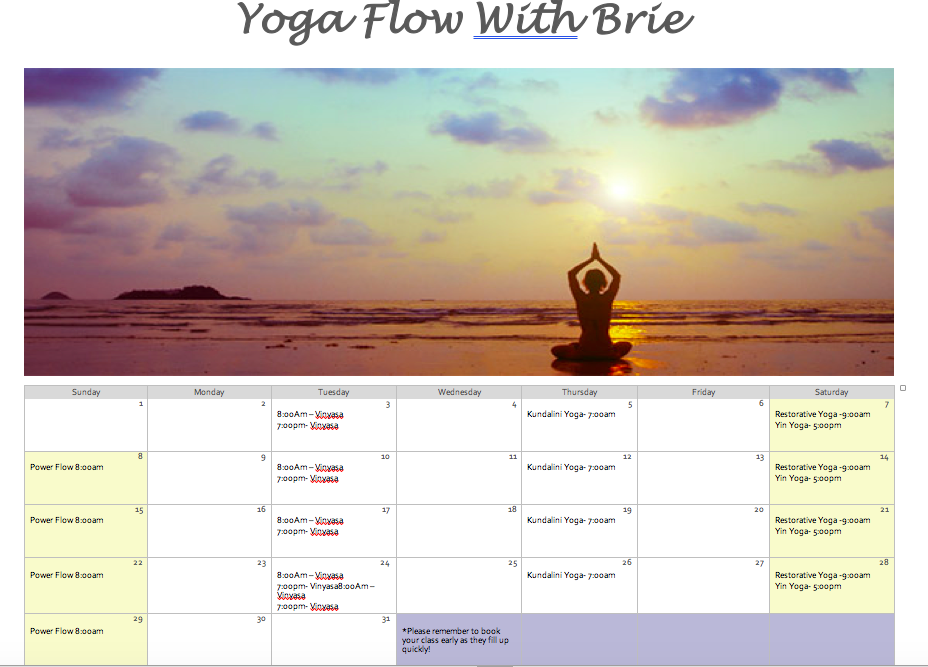 Yoga Flow With Brie
Sunday
Monday
Tuesday
Wednesday
Thursday
Friday
Saturday
1
2
3
8:00Am – Vinyasa
7:00pm- Vinyasa
4
5
Kundalini Yoga- 7:00am
6
7
Restorative Yoga -9:00am
Yin Yoga- 5:00pm
8
Power Flow 8:00am
9
10
8:00Am – Vinyasa
7:00pm- Vinyasa
11
12
Kundalini Yoga- 7:00am
13
14
Restorative Yoga -9:00am
Yin Yoga- 5:00pm
15
Power Flow 8:00am
16
17
8:00Am – Vinyasa
7:00pm- Vinyasa
18
19
Kundalini Yoga- 7:00am
20
21
Restorative Yoga -9:00am
Yin Yoga- 5:00pm
22
Power Flow 8:00am
23
24
8:00Am – Vinyasa
7:00pm- Vinyasa8:00Am –
Vinyasa
7:00pm- Vinyasa
25
26
Kundalini Yoga- 7:00am
27
28
Restorative Yoga -9:00am
Yin Yoga- 5:00pm
29
Power Flow 8:00am
30
31
*Please remember to book
your class early as they fill up
quickly!